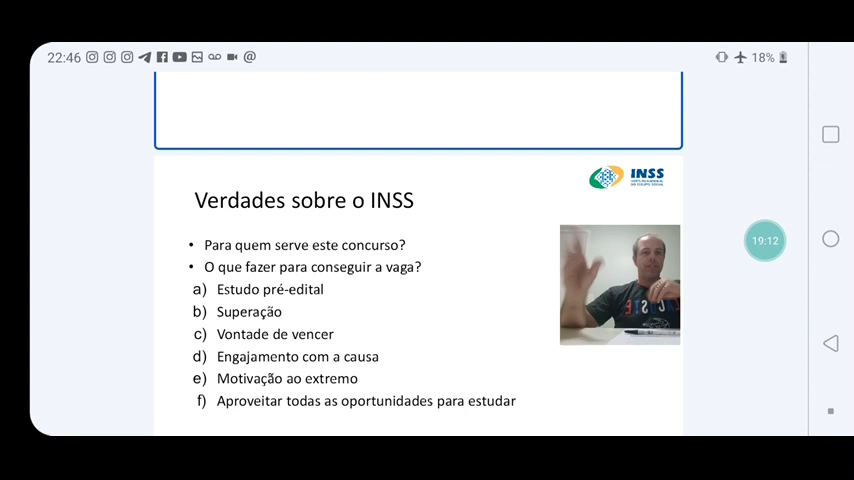 22:46
18%
INSS
Verdades sobre o INSS
• Para quem serve este concurso?
• O que fazer para conseguir a vaga?
19:12
a) Estudo pré-edital
b) Superação
c) Vontade de vencer
d) Engajamento com a causa
e) Motivação ao extremo
f) Aproveitar todas as oportunidades para estudar